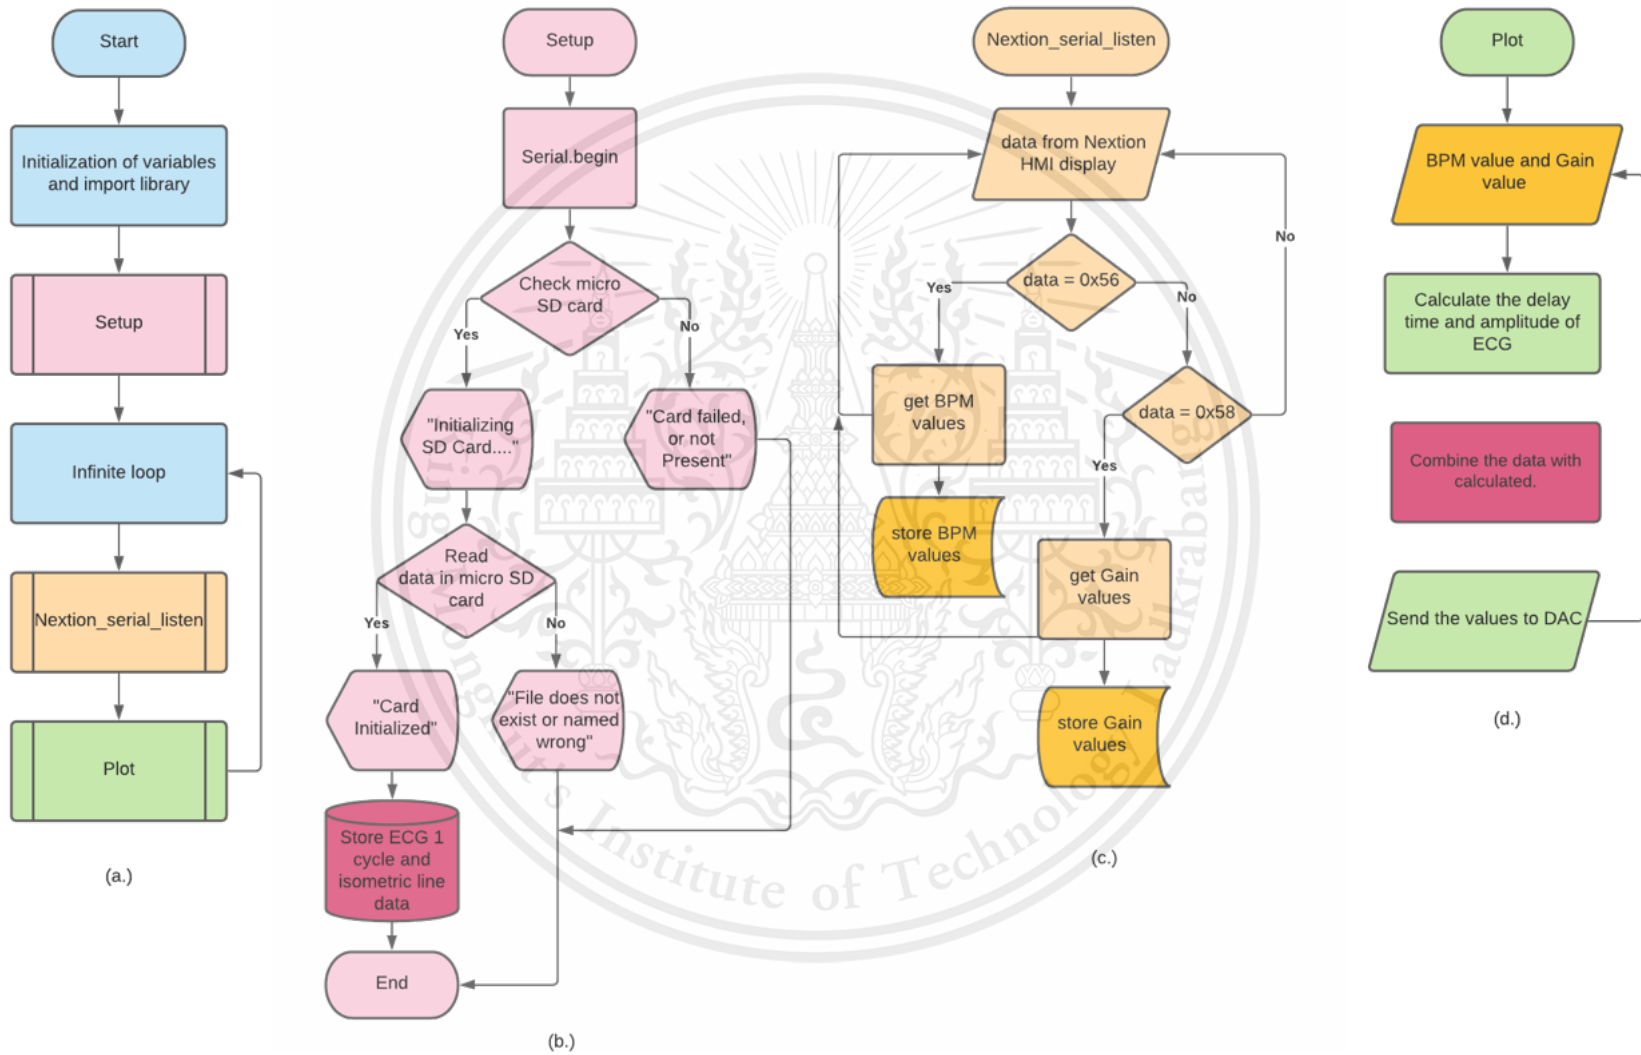 Start
Initialization of variables
and import library
Setup
Infinite loop
Nextion_serial_listen
Plot
(a.)
Setup
Serial.begin
Check micro
SD card
Yes
No
"Initializing
SD Card...."
"Card failed,
or not
Present"
Read
data in micro SD
card
Yes
No
"Card
Initialized"
"File does not
exist or named
wrong"
Store ECG 1
cycle and
isometric line
data
End
(b.)
Nextion_serial_listen
data from Nextion
HMI display
data = 0x56
Yes
No
No
get BPM
values
data = 0x58
Yes
store BPM
values
get Gain
values
store Gain
values
(c.)
Plot
BPM value and Gain
value
Calculate the delay
time and amplitude of
ECG
Combine the data with
calculated.
Send the values to DAC
(d.)
King Mongkut's Institute of Technology Ladkrabang